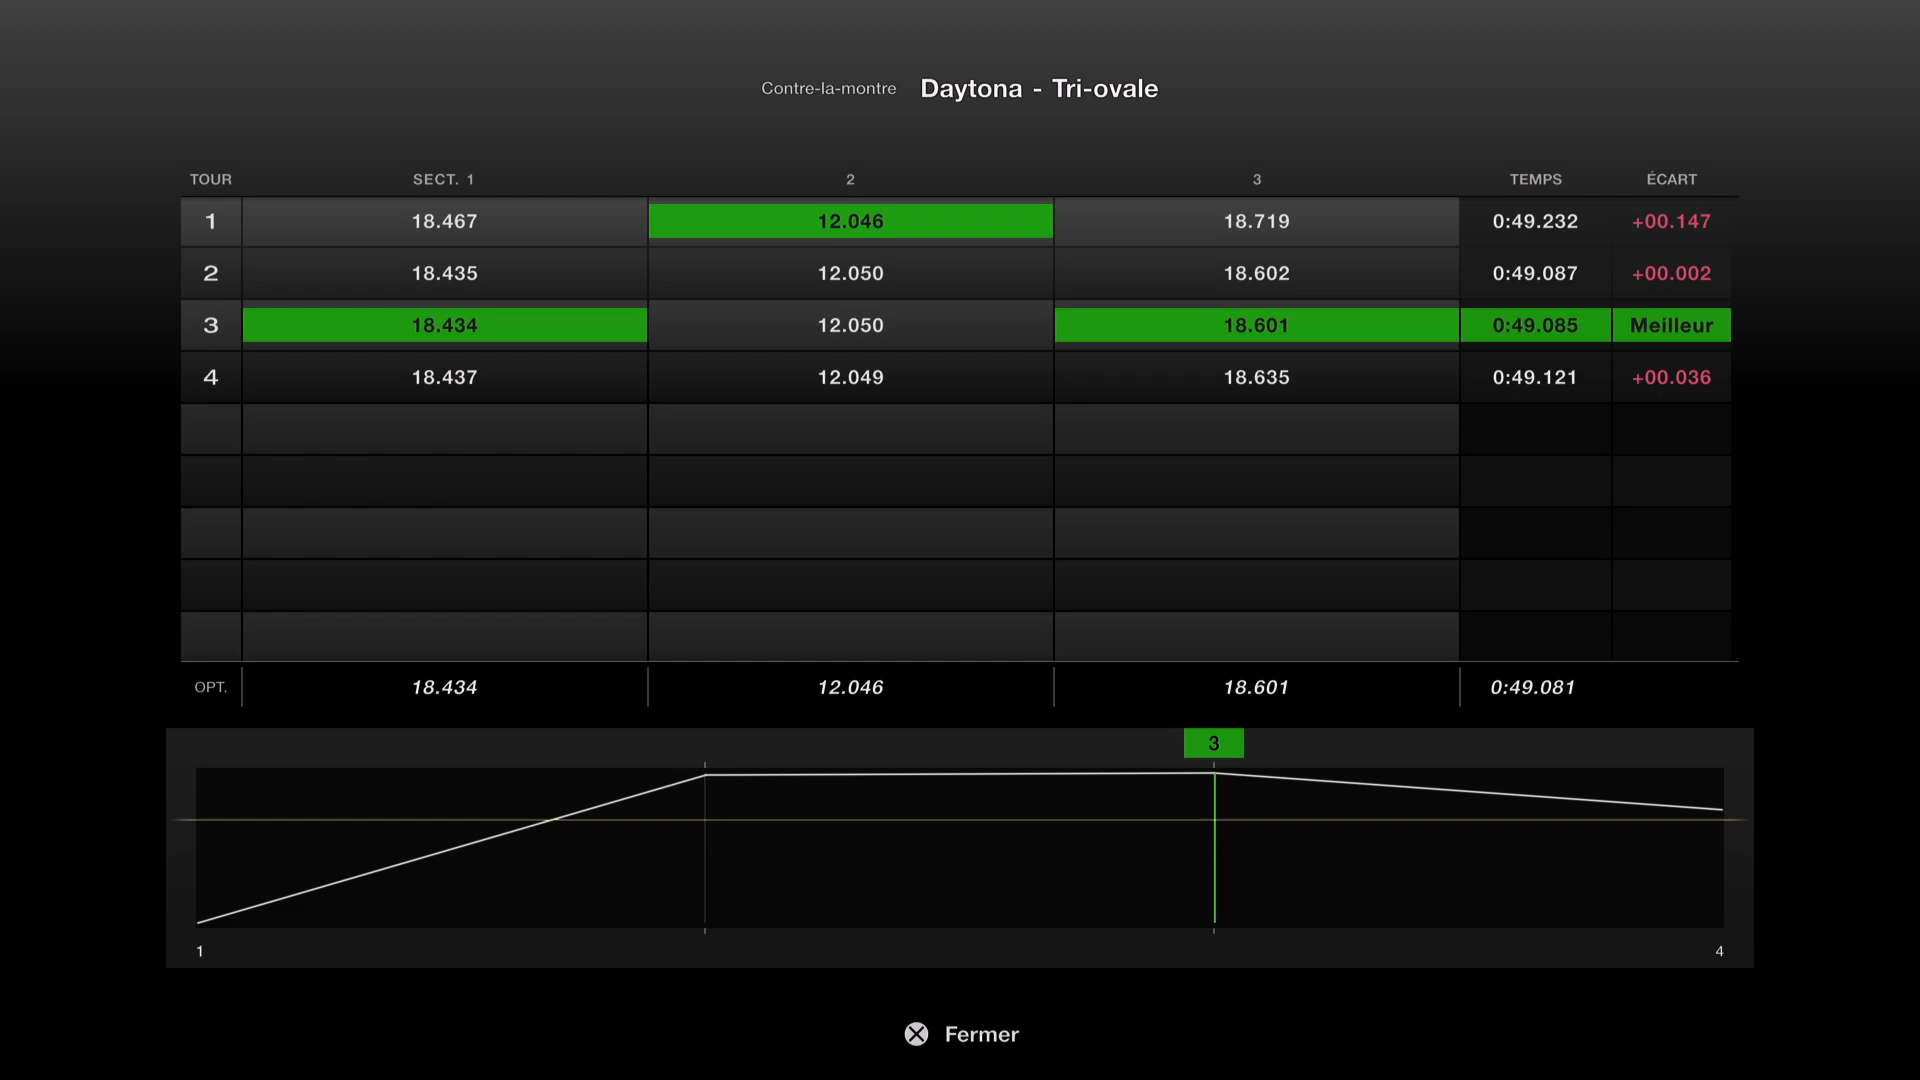 Contre-la-montre Daytona - Tri-ovale
TOUR SECT. 1 2 3 TEMPS ÉCART
1 18.467 12.046 18.719 0:49.232 +00.147
2 18.435 12.050 18.602 0:49.087 +00.002
3 18.434 12.050 18.601 0:49.085 Meilleur
4 18.437 12.049 18.635 0:49.121 +00.036
OPT. 18.434 12.046 18.601 0:49.081
3
1 4
Fermer